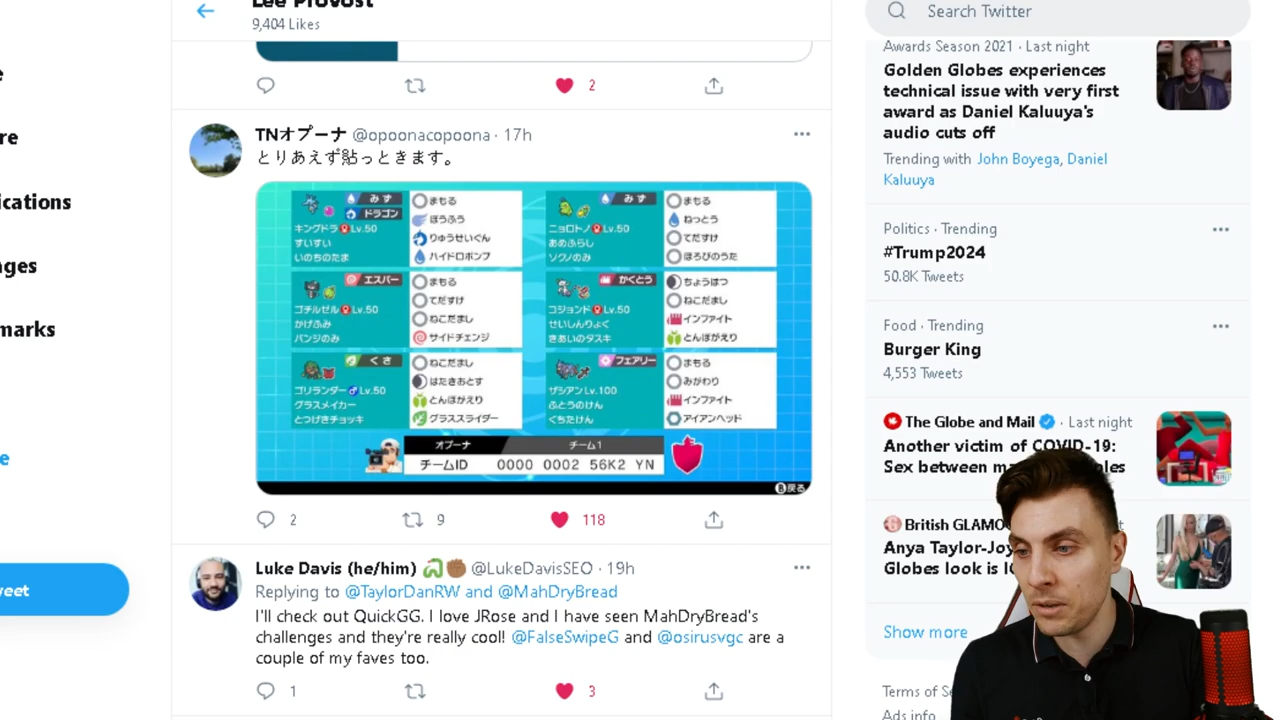 Lee Provost
9,404 Likes
2
TNオプーナ @opoonacopoona · 17h
とりあえず貼っときます。
みず
ドラゴン
キングドラ♀Lv.50
すいすい
いのちのたま
まもる
ぼうふう
りゅうせいぐん
ハイドロポンプ
みず
ニョロトノ♀Lv.50
あめふらし
ソクノのみ
まもる
ねっとう
てだすけ
ほろびのうた
エスパー
ゴチルゼル♀Lv.50
かげふみ
バンジのみ
まもる
てだすけ
ねこだまし
サイドチェンジ
かくとう
コジョンド♀Lv.50
せいしんりょく
きあいのタスキ
ちょうはつ
ねこだまし
インファイト
とんぼがえり
くさ
ゴリランダー♂Lv.50
グラスメイカー
とつげきチョッキ
ねこだまし
はたきおとす
とんぼがえり
グラススライダー
フェアリー
ザシアンLv.100
ふとうのけん
くちたけん
まもる
みがわり
インファイト
アイアンヘッド
オプーナ チーム1
チームID 0000 0002 56K2 YN
B戻る
2 9 118
Luke Davis (he/him) @LukeDavisSEO · 19h
Replying to @TaylorDanRW and @MahDryBread
I'll check out QuickGG. I love JRose and I have seen MahDryBread's
challenges and they're really cool! @FalseSwipeG and @osirusvgc are a
couple of my faves too.
1 3
e
re
ications
ges
marks
e
eet
Search Twitter
Awards Season 2021 · Last night
Golden Globes experiences
technical issue with very first
award as Daniel Kaluuya's
audio cuts off
Trending with John Boyega, Daniel
Kaluuya
Politics · Trending
#Trump2024
50.8K Tweets
Food · Trending
Burger King
4,553 Tweets
The Globe and Mail · Last night
Another victim of COVID-19:
Sex between
British GLAMO
Anya Taylor-Joy
Globes look is
Show more
Terms of Se
Ads info